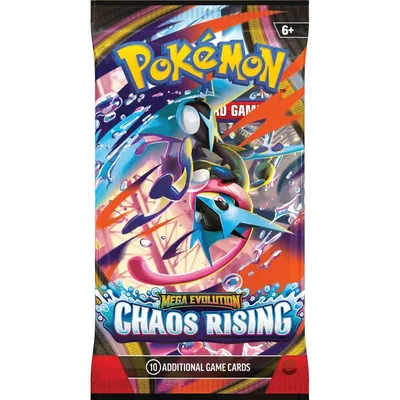 6+
POKéMON
RD GAM
MEGA EVOLUTION
CHAOS RISING
10 ADDITIONAL GAME CARDS